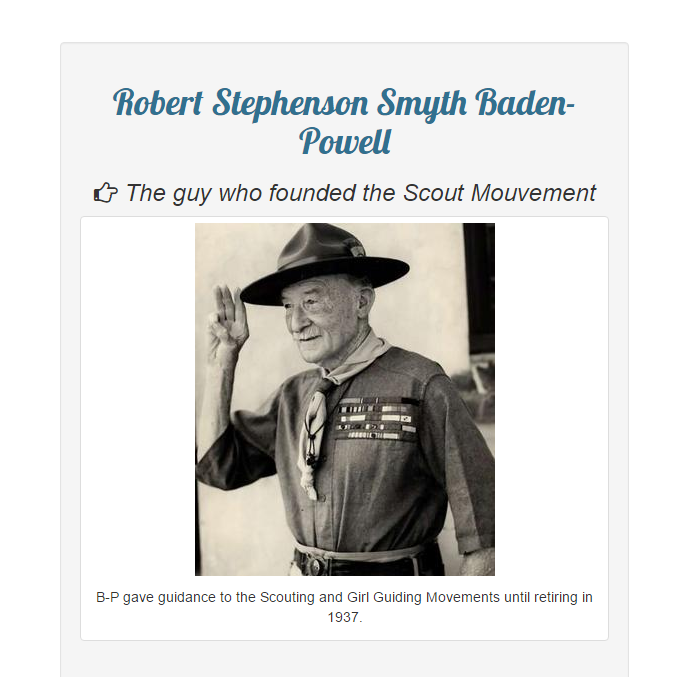 Robert Stephenson Smyth Baden-
Powell
The guy who founded the Scout Mouvement
B-P gave guidance to the Scouting and Girl Guiding Movements until retiring in
1937.